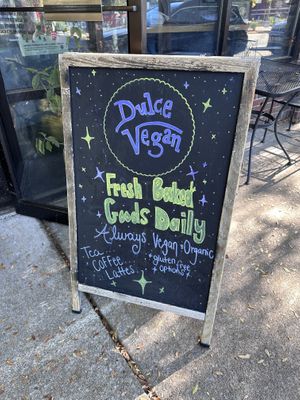 Dulce
Vegan
Fresh Baked
Goods Daily
Always Vegan + Organic
Tea
Coffee
Lattes
+ gluten free
options +